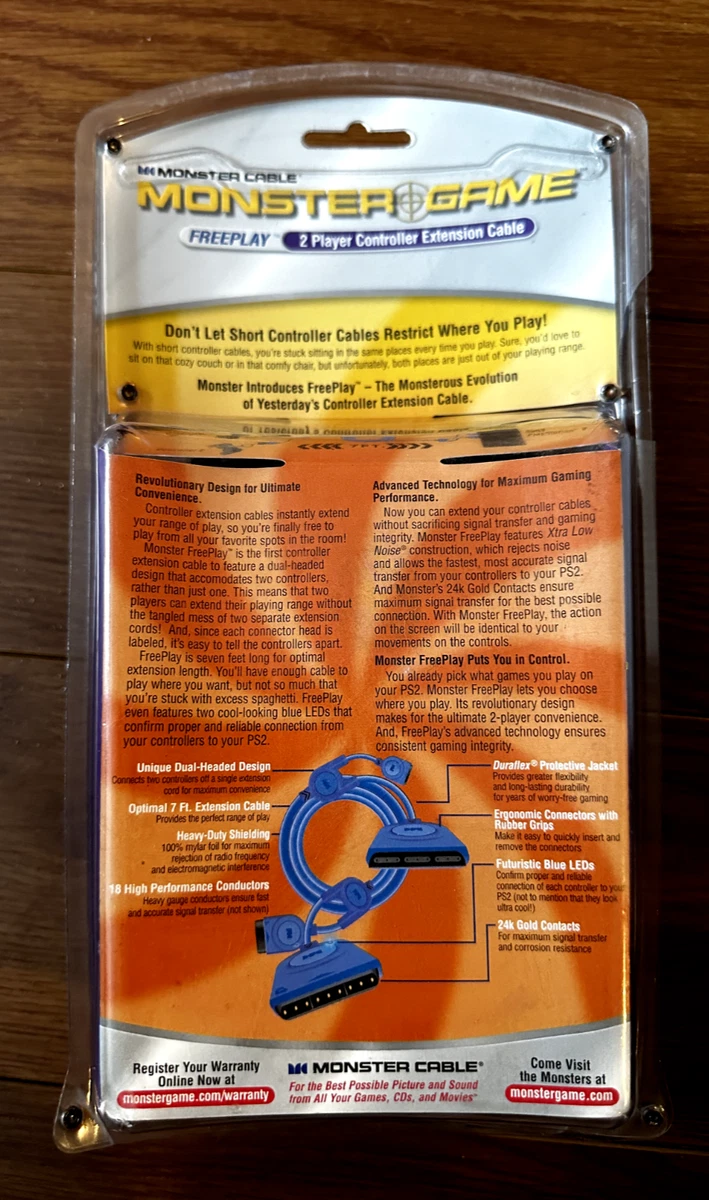 MONSTER CABLE®
MONSTER GAME™
FREEPLAY™ 2 Player Controller Extension Cable
Don't Let Short Controller Cables Restrict Where You Play!
With short controller cables, you're stuck sitting in the same places every time you play. Sure, you'd love to
sit on that cozy couch or in that comfy chair, but unfortunately, both places are just out of your playing range.
Monster Introduces FreePlay™ – The Monsterous Evolution
of Yesterday's Controller Extension Cable.
Revolutionary Design for Ultimate
Convenience.
Controller extension cables instantly extend
your range of play, so you're finally free to
play from all your favorite spots in the room!
Monster FreePlay™ is the first controller
extension cable to feature a dual-headed
design that accomodates two controllers,
rather than just one. This means that two
players can extend their playing range without
the tangled mess of two separate extension
cords! And, since each connector head is
labeled, it's easy to tell the controllers apart.
FreePlay is seven feet long for optimal
extension length. You'll have enough cable to
play where you want, but not so much that
you're stuck with excess spaghetti. FreePlay
even features two cool-looking blue LEDs that
confirm proper and reliable connection from
your controllers to your PS2.
Advanced Technology for Maximum Gaming
Performance.
Now you can extend your controller cables
without sacrificing signal transfer and gaming
integrity. Monster FreePlay features Xtra Low
Noise® construction, which rejects noise
and allows the fastest, most accurate signal
transfer from your controllers to your PS2.
And Monster's 24k Gold Contacts ensure
maximum signal transfer for the best possible
connection. With Monster FreePlay, the action
on the screen will be identical to your
movements on the controls.
Monster FreePlay Puts You in Control.
You already pick what games you play on
your PS2. Monster FreePlay lets you choose
where you play. Its revolutionary design
makes for the ultimate 2-player convenience.
And, FreePlay's advanced technology ensures
consistent gaming integrity.
Unique Dual-Headed Design
Connects two controllers off a single extension
cord for maximum convenience
Optimal 7 Ft. Extension Cable
Provides the perfect range of play
Heavy-Duty Shielding
100% mylar foil for maximum
rejection of radio frequency
and electromagnetic interference
18 High Performance Conductors
Heavy gauge conductors ensure fast
and accurate signal transfer (not shown)
Duraflex® Protective Jacket
Provides greater flexibility
and long-lasting durability
for years of worry-free gaming
Ergonomic Connectors with
Rubber Grips
Make it easy to quickly insert and
remove the connectors
Futuristic Blue LEDs
Confirm proper and reliable
connection of each controller to your
PS2 (not to mention that they look
ultra cool!)
24k Gold Contacts
For maximum signal transfer
and corrosion resistance
Register Your Warranty
Online Now at
monstergame.com/warranty
MONSTER CABLE®
For the Best Possible Picture and Sound
from All Your Games, CDs, and Movies™
Come Visit
the Monsters at
monstergame.com